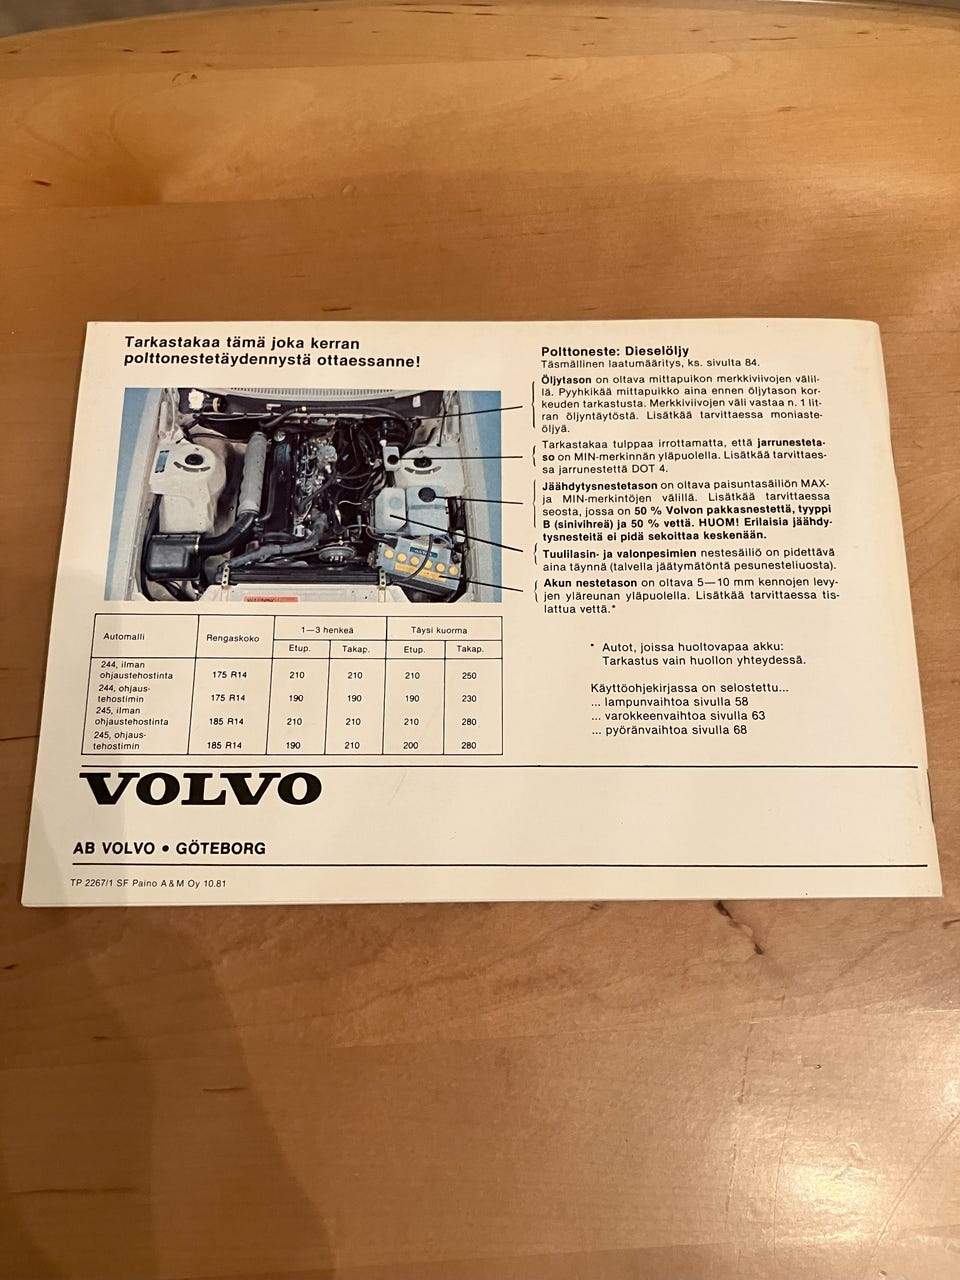 Tarkastakaa tämä joka kerran
polttonestetäydennystä ottaessanne!
Polttoneste: Dieselöljy
Täsmällinen laatumääritys, ks. sivulta 84.
Öljytason on oltava mittapuikon merkkiviivojen välil-
lä. Pyyhkikää mittapuikko aina ennen öljytason kor-
keuden tarkastusta. Merkkiviivojen väli vastaa n. 1 lit-
ran öljyntäytöstä. Lisätkää tarvittaessa moniaste-
öljyä.
Tarkastakaa tulppaa irrottamatta, että jarrunesteta-
so on MIN-merkinnän yläpuolella. Lisätkää tarvittaes-
sa jarrunestettä DOT 4.
Jäähdytysnestetason on oltava paisuntasäiliön MAX-
ja MIN-merkintöjen välillä. Lisätkää tarvittaessa
seosta, jossa on 50 % Volvon pakkasnestettä, tyyppi
B (sinivihreä) ja 50 % vettä. HUOM! Erilaisia jäähdy-
tysnesteitä ei pidä sekoittaa keskenään.
Tuulilasin- ja valonpesimien nestesäiliö on pidettävä
aina täynnä (talvella jäätymätöntä pesunesteliuosta).
Akun nestetason on oltava 5—10 mm kennojen levy-
jen yläreunan yläpuolella. Lisätkää tarvittaessa tis-
lattua vettä.*
* Autot, joissa huoltovapaa akku:
Tarkastus vain huollon yhteydessä.
Käyttöohjekirjassa on selostettu...
... lampunvaihtoa sivulla 58
... varokkeenvaihtoa sivulla 63
... pyöränvaihtoa sivulla 68
Automalli Rengaskoko 1—3 henkeä Täysi kuorma
Etup. Takap. Etup. Takap.
244, ilman
ohjaustehostinta 175 R14 210 210 210 250
244, ohjaus-
tehostimin 175 R14 190 190 190 230
245, ilman
ohjaustehostinta 185 R14 210 210 210 280
245, ohjaus-
tehostimin 185 R14 190 210 200 280
VOLVO
AB VOLVO • GÖTEBORG
TP 2267/1 SF Paino A & M Oy 10.81